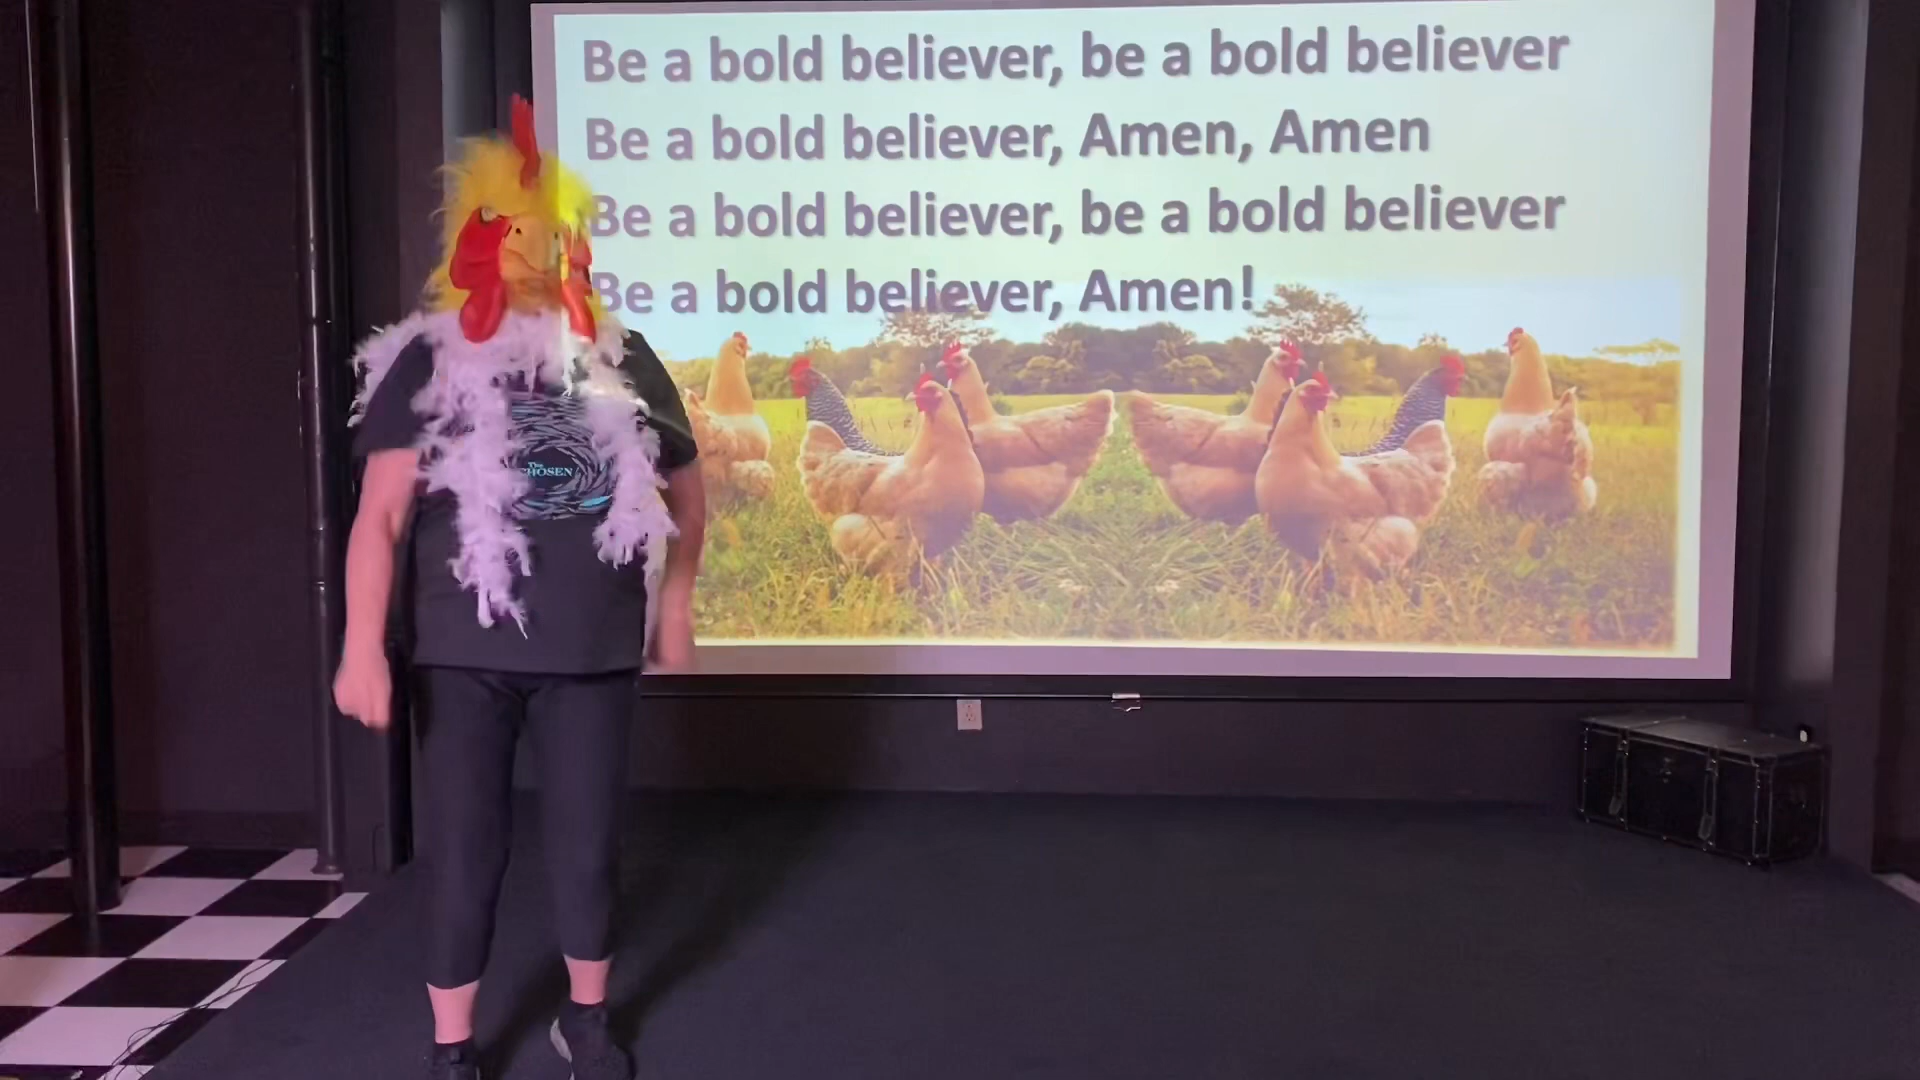 Be a bold believer, be a bold believer
Be a bold believer, Amen, Amen
Be a bold believer, be a bold believer
Be a bold believer, Amen!
The
CHOSEN